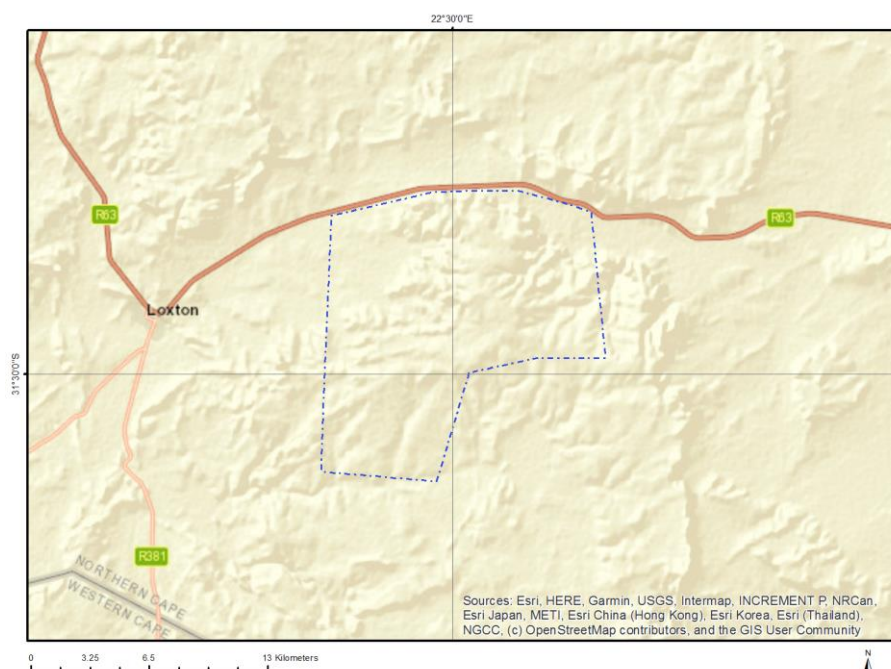 22°30'0"E
R63
R63
Loxton
31°30'0"S
R381
NORTHERN CAPE
WESTERN CAPE
Sources: Esri, HERE, Garmin, USGS, Intermap, INCREMENT P, NRCan,
Esri Japan, METI, Esri China (Hong Kong), Esri Korea, Esri (Thailand),
NGCC, (c) OpenStreetMap contributors, and the GIS User Community
0 3.25 6.5 13 Kilometers
N